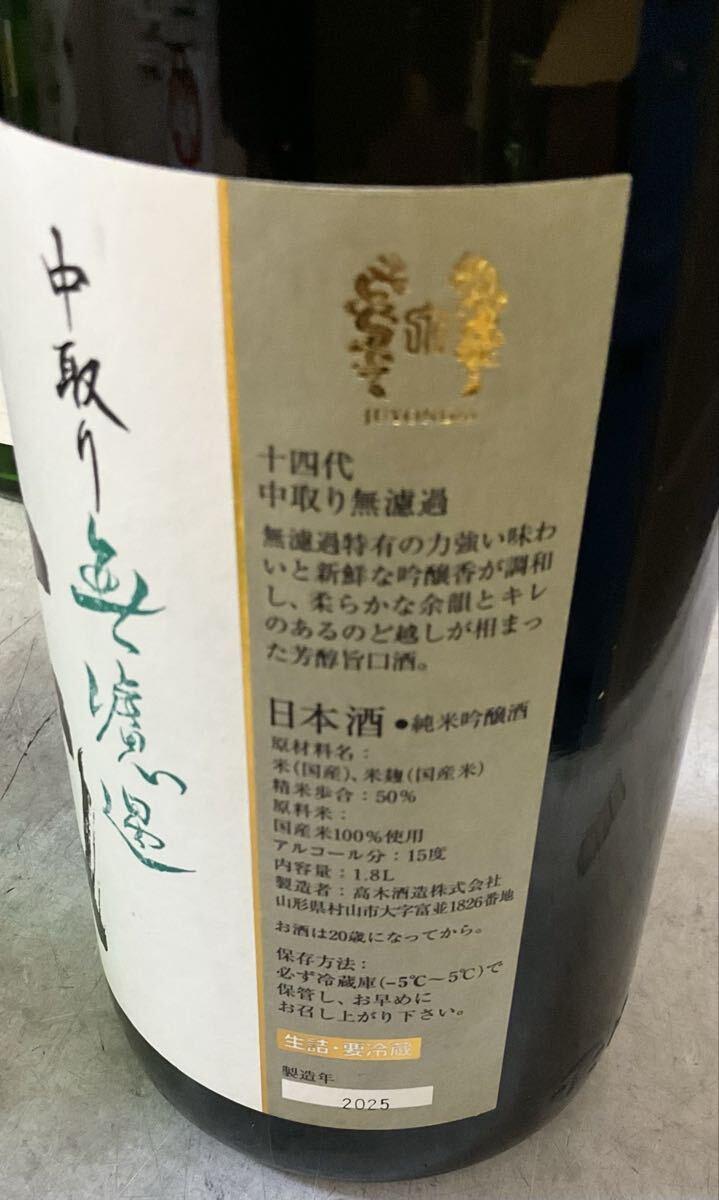 中取り
無濾過
JUYONDAI
十四代
中取り無濾過
無濾過特有の力強い味わ
いと新鮮な吟醸香が調和
し、柔らかな余韻とキレ
のあるのど越しが相まっ
た芳醇旨口酒。
日本酒●純米吟醸酒
原材料名：
米(国産)、米麹(国産米)
精米歩合：50%
原料米：
国産米100%使用
アルコール分：15度
内容量：1.8L
製造者：高木酒造株式会社
山形県村山市大字富並1826番地
お酒は20歳になってから。
保存方法：
必ず冷蔵庫(-5℃〜5℃)で
保管し、お早めに
お召し上がり下さい。
生詰・要冷蔵
製造年
2025